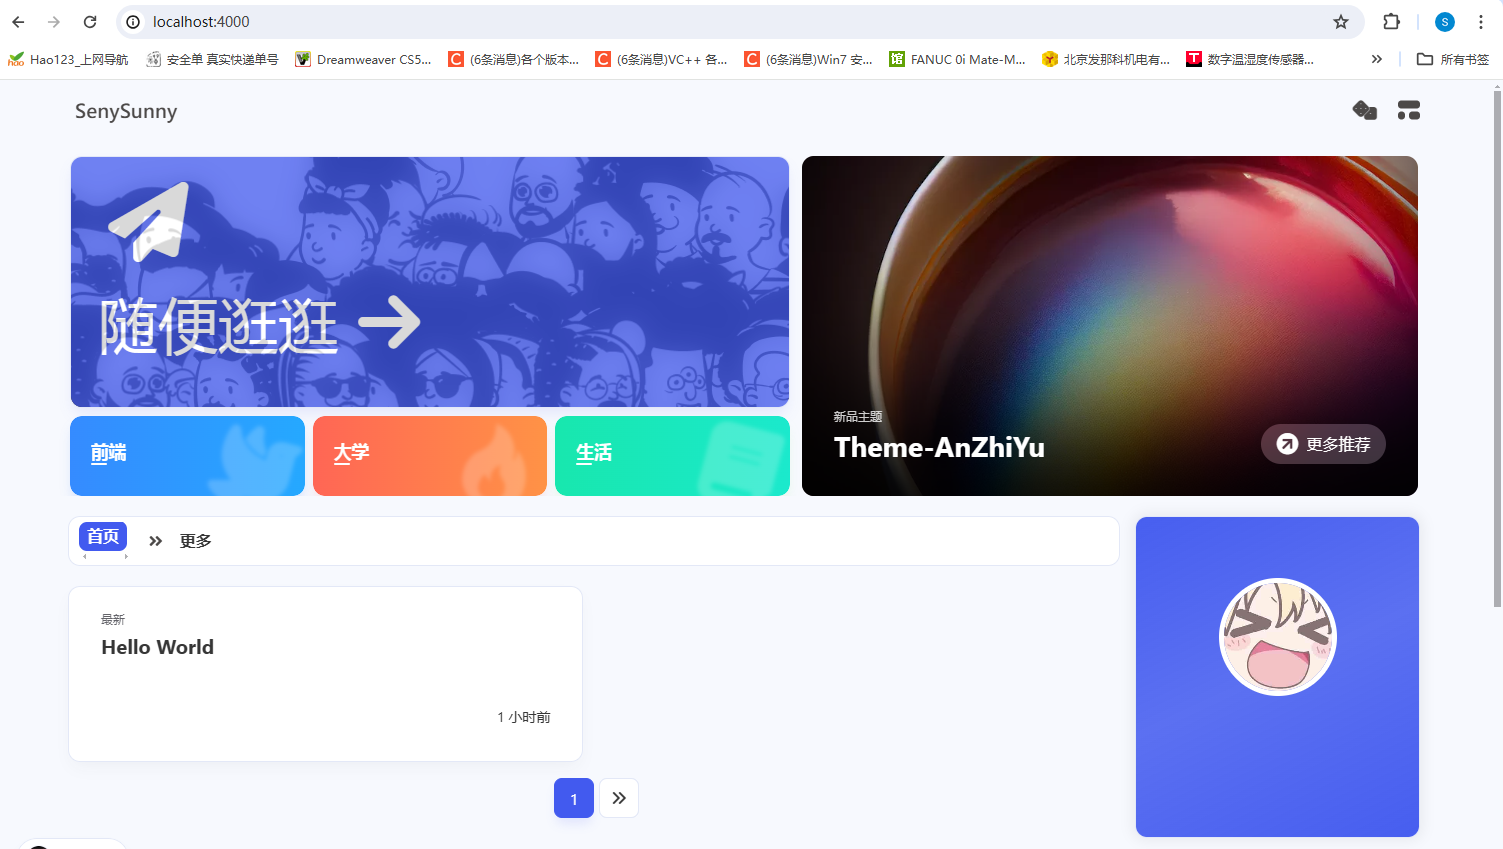 localhost:4000
S
Hao123_上网导航
安全单 真实快递单号
Dreamweaver CS5...
(6条消息)各个版本...
(6条消息)VC++ 各...
(6条消息)Win7 安...
FANUC 0i Mate-M...
北京发那科机电有...
数字温湿度传感器...
所有书签
SenySunny
随便逛逛
前端
大学
生活
新品主题
Theme-AnZhiYu
更多推荐
首页
更多
最新
Hello World
1 小时前
1